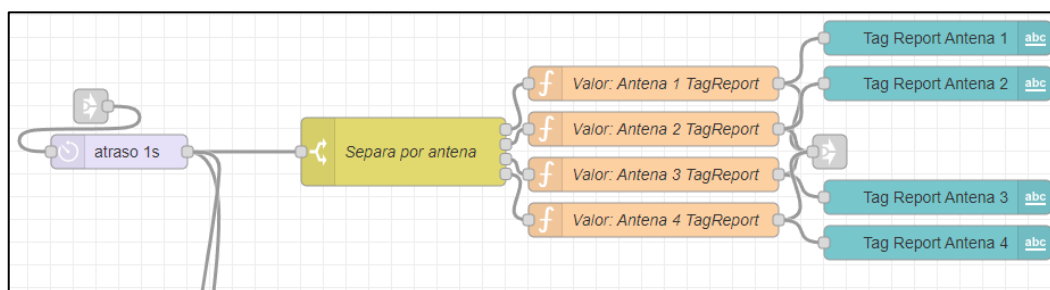 Tag Report Antena 1 abc
Valor: Antena 1 TagReport
Tag Report Antena 2 abc
Valor: Antena 2 TagReport
atraso 1s
Separa por antena
Valor: Antena 3 TagReport
Tag Report Antena 3 abc
Valor: Antena 4 TagReport
Tag Report Antena 4 abc